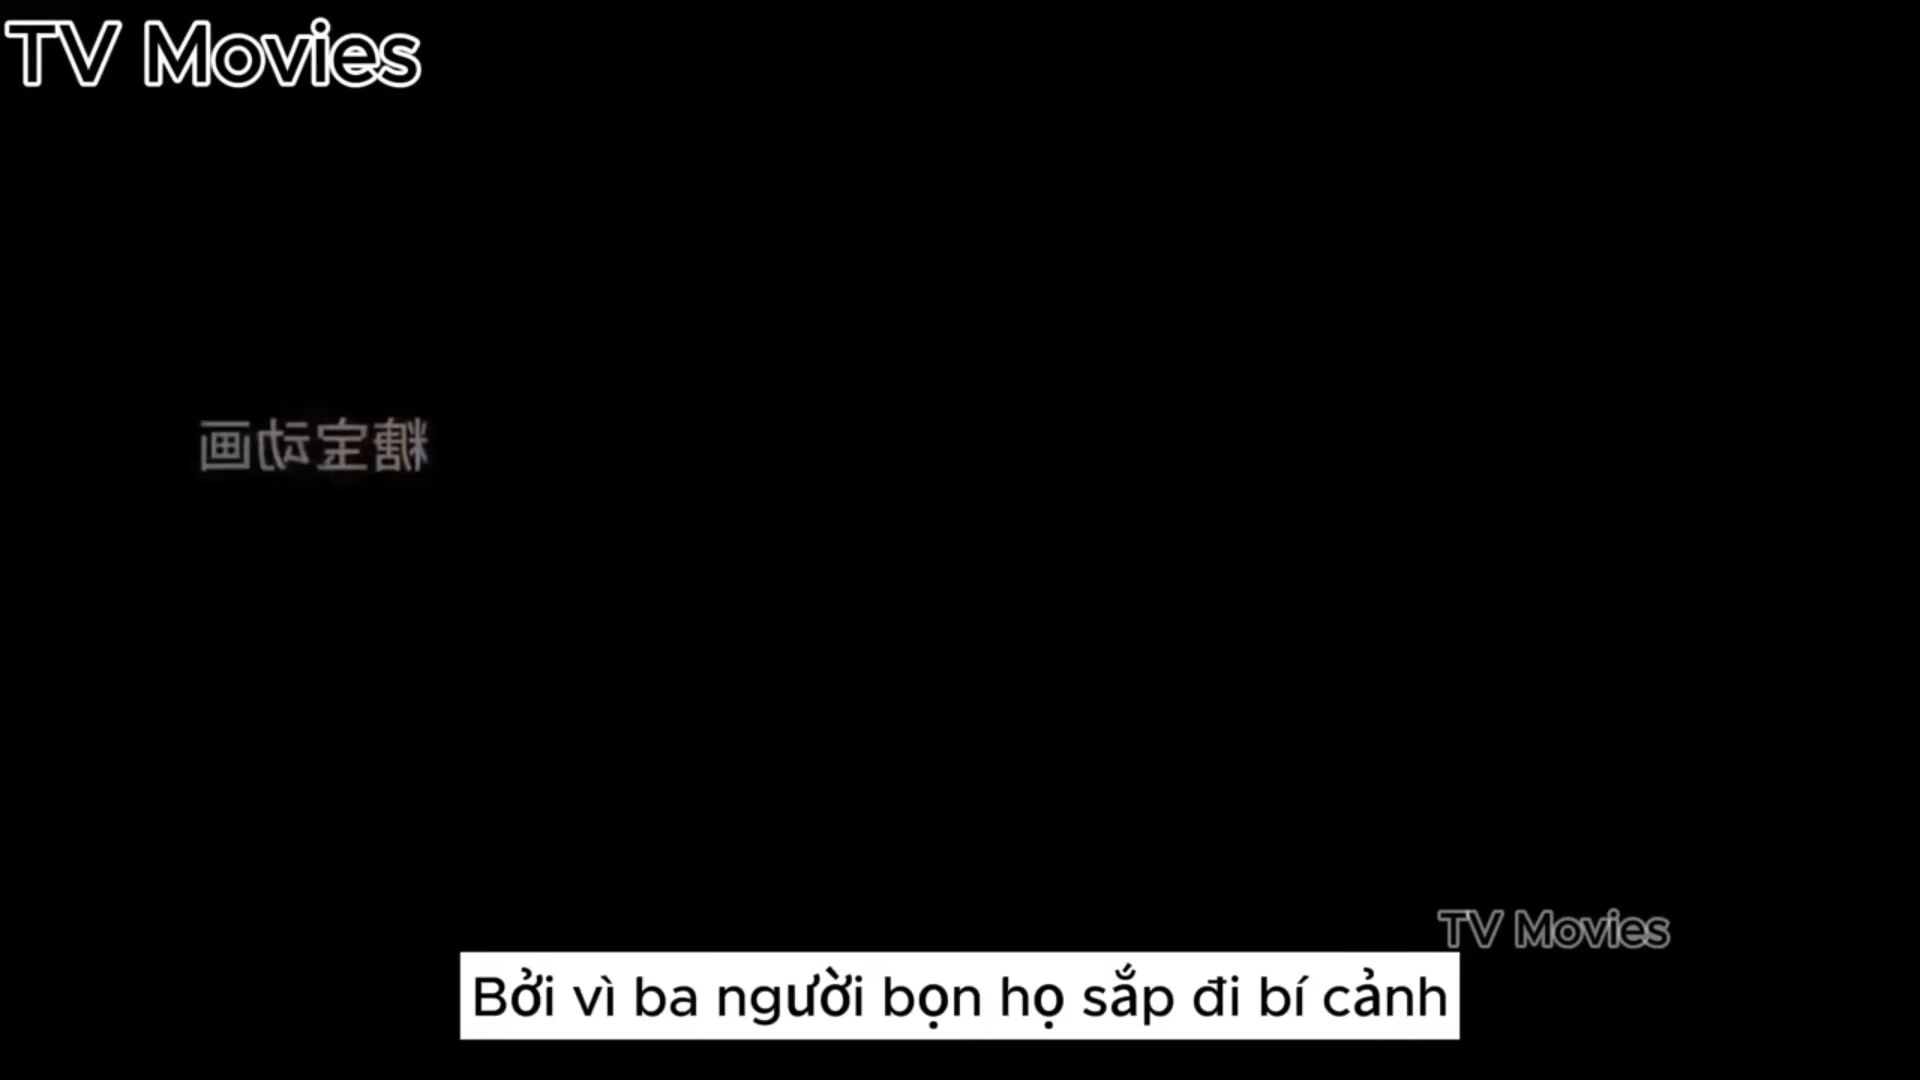 TV Movies
糖宝动画
TV Movies
Bởi vì ba người bọn họ sắp đi bí cảnh